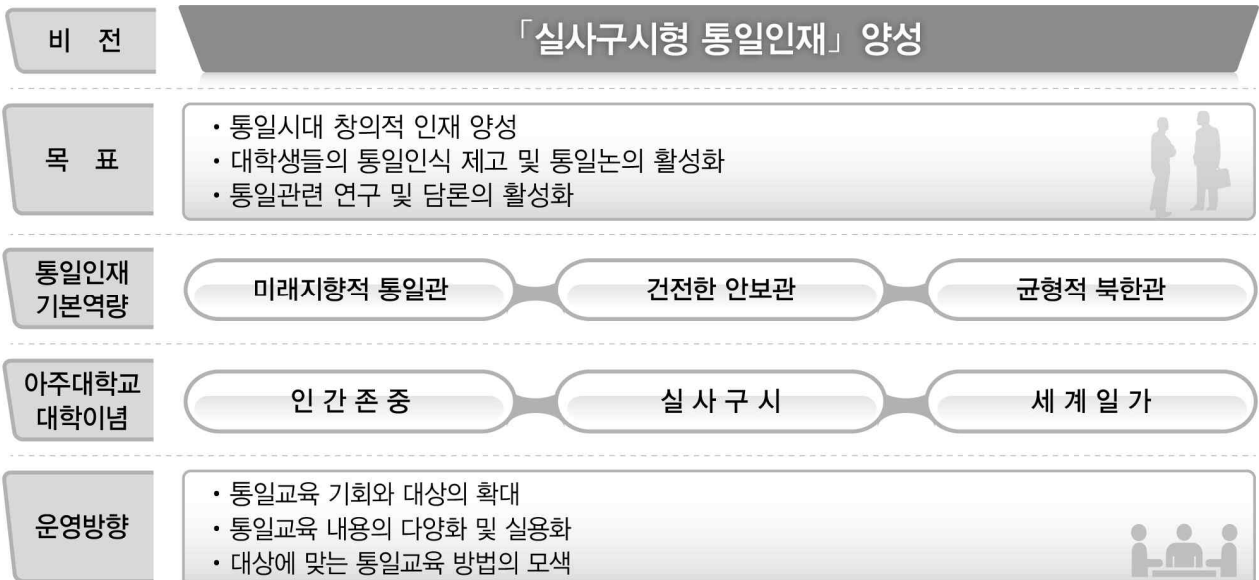 비 전
「실사구시형 통일인재」 양성
목 표
• 통일시대 창의적 인재 양성
• 대학생들의 통일인식 제고 및 통일논의 활성화
• 통일관련 연구 및 담론의 활성화
통일인재
기본역량
미래지향적 통일관
건전한 안보관
균형적 북한관
아주대학교
대학이념
인 간 존 중
실 사 구 시
세 계 일 가
운영방향
• 통일교육 기회와 대상의 확대
• 통일교육 내용의 다양화 및 실용화
• 대상에 맞는 통일교육 방법의 모색